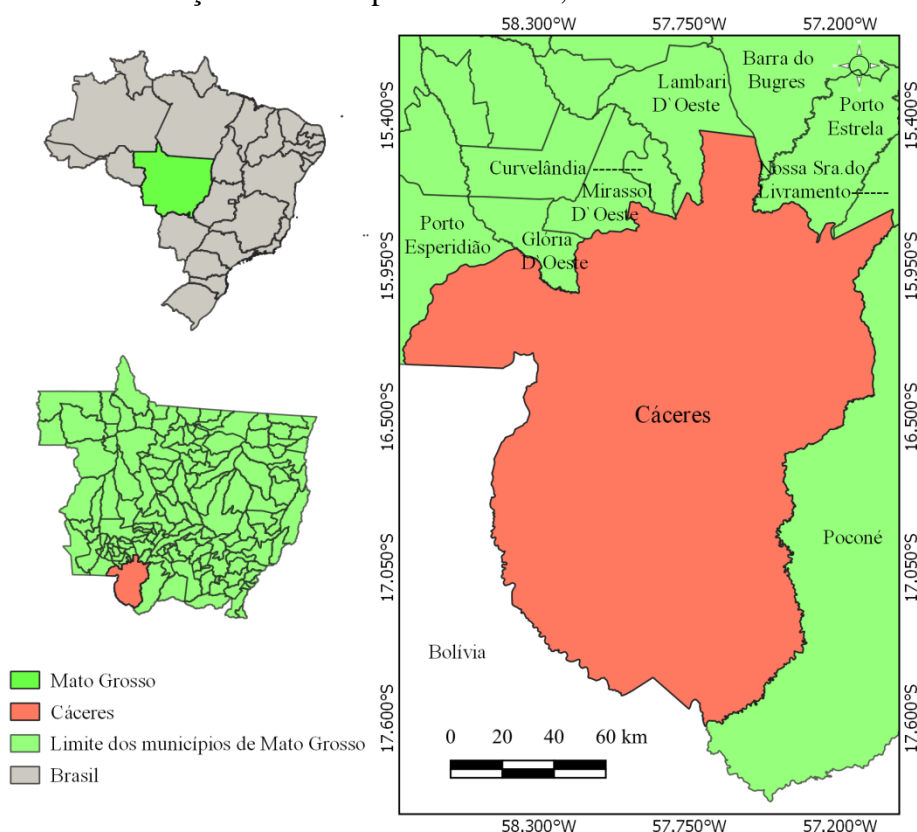 58.300°W 57.750°W 57.200°W
Barra do
Bugres
Lambari
D`Oeste
Porto
Estrela
Curvelândia
Nossa Sra.do
Livramento
Mirassol
D`Oeste
Porto
Esperidião
Glória
D`Oeste
Cáceres
Poconé
Bolívia
15.400°S
15.950°S
16.500°S
17.050°S
17.600°S
15.400°S
15.950°S
16.500°S
17.050°S
17.600°S
0 20 40 60 km
58.300°W 57.750°W 57.200°W
Mato Grosso
Cáceres
Limite dos municípios de Mato Grosso
Brasil